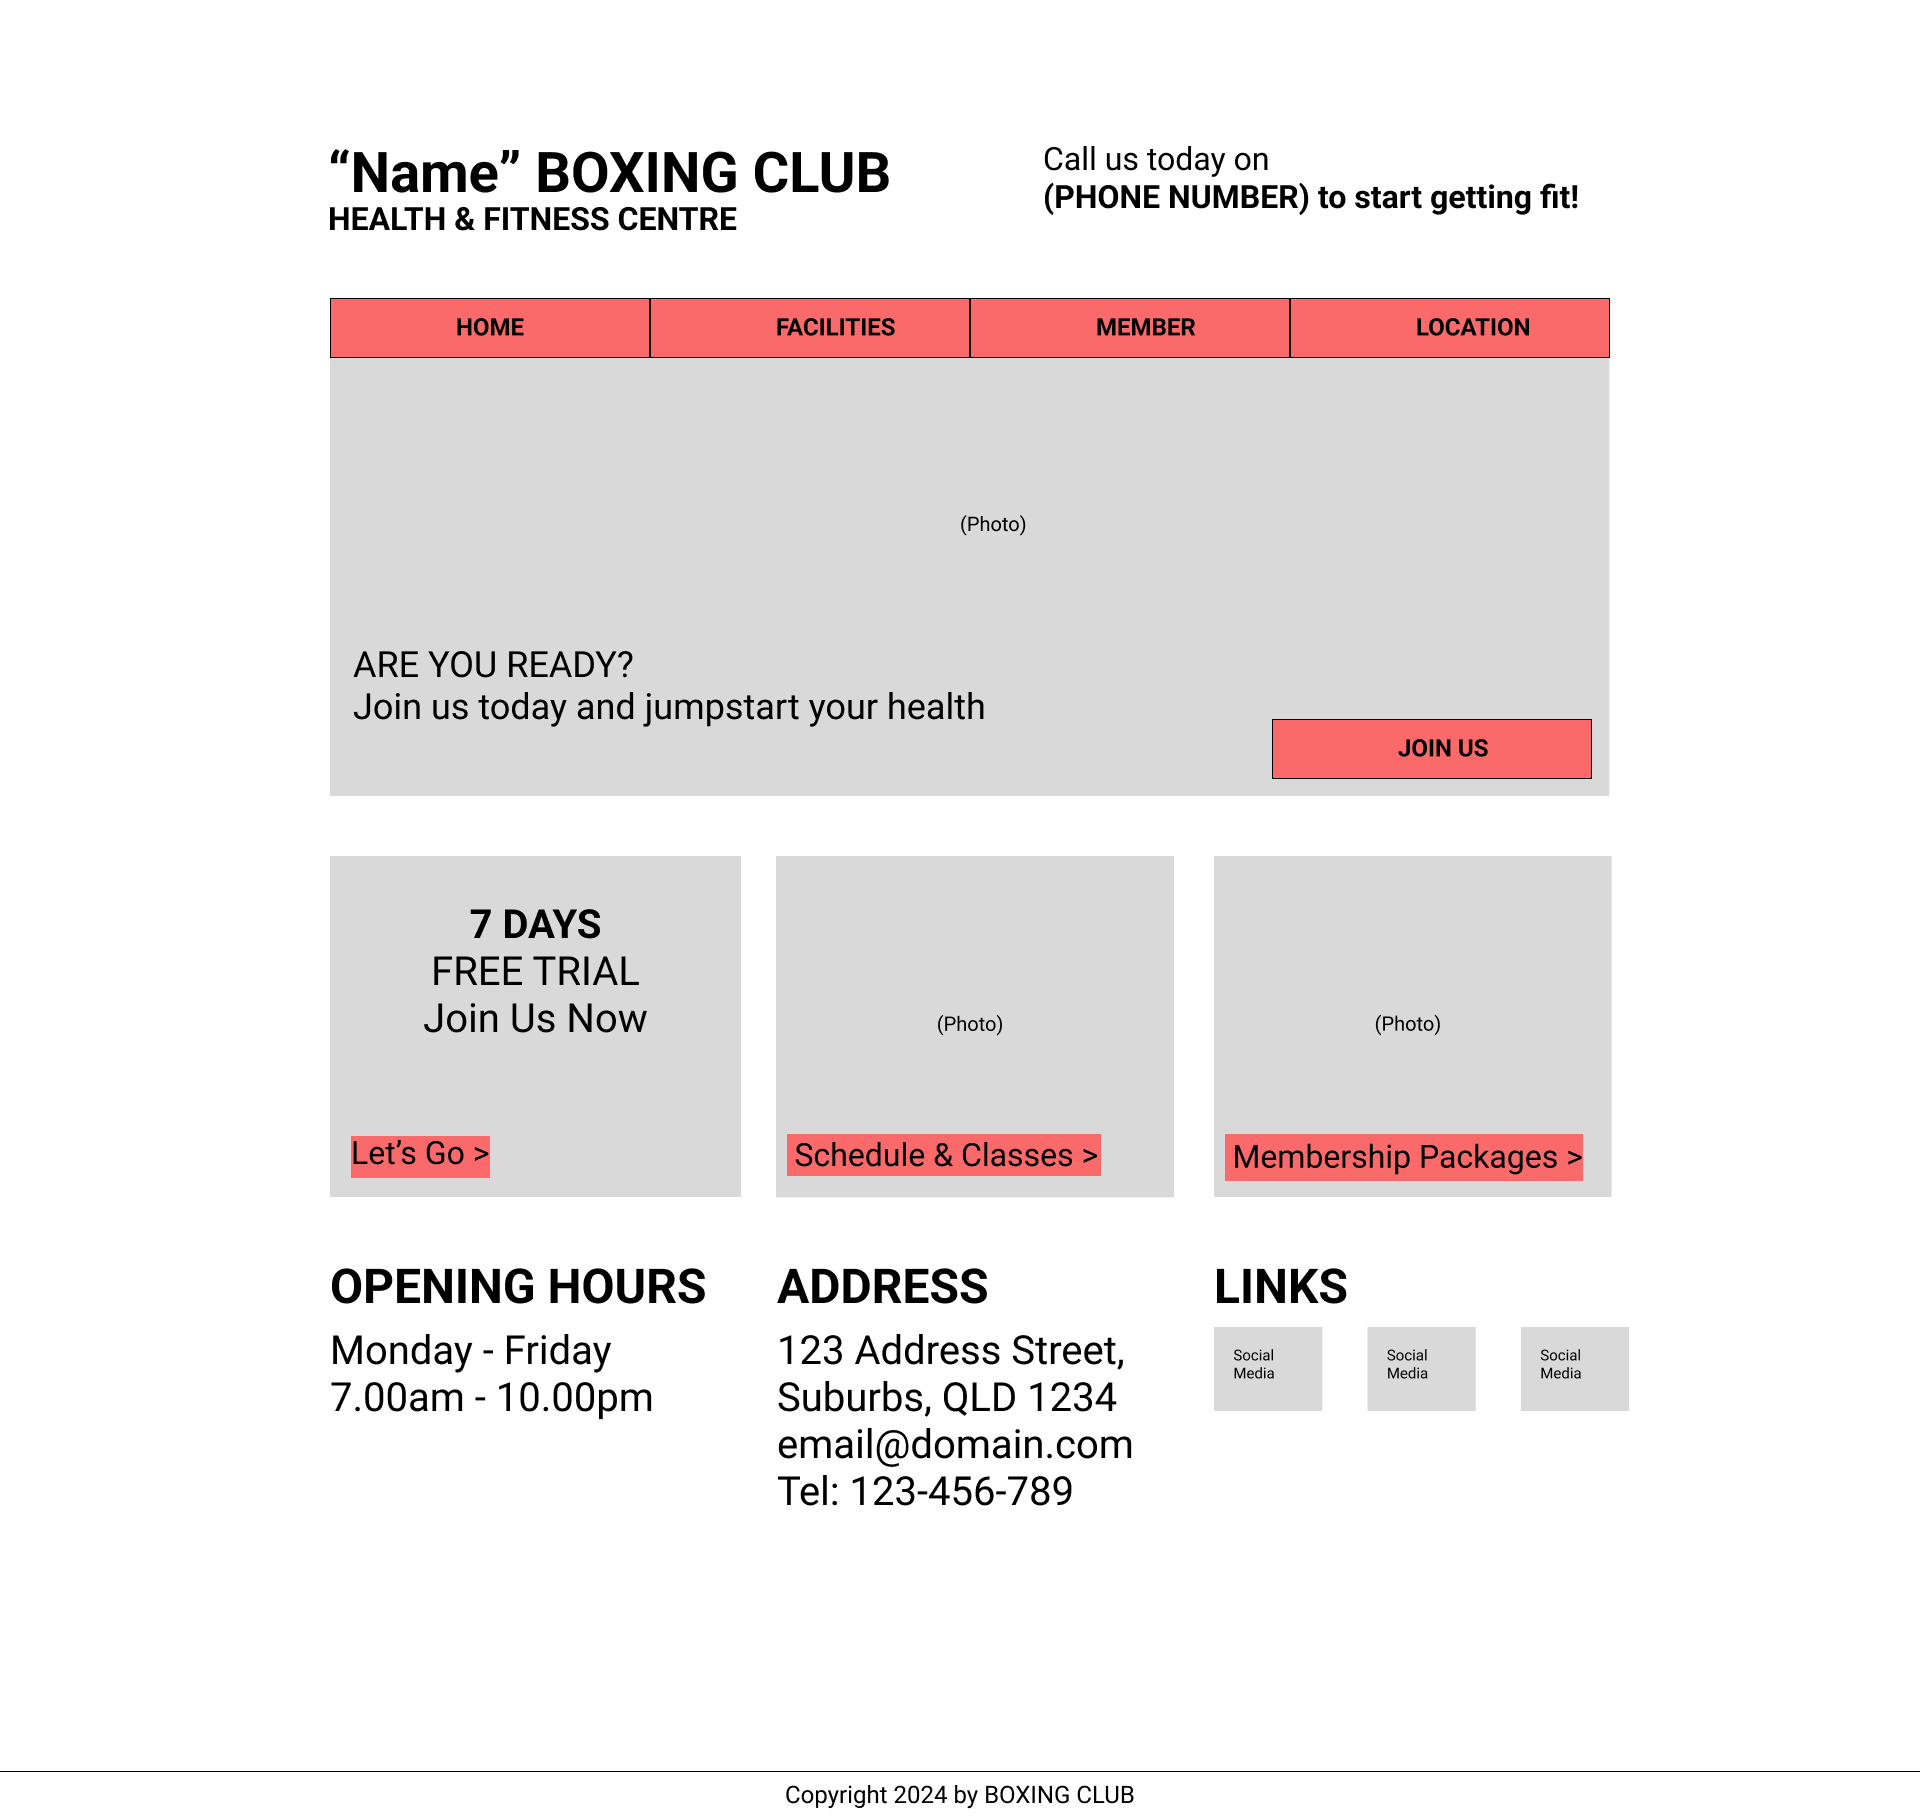 “Name” BOXING CLUB
HEALTH & FITNESS CENTRE
Call us today on
(PHONE NUMBER) to start getting fit!
HOME
FACILITIES
MEMBER
LOCATION
(Photo)
ARE YOU READY?
Join us today and jumpstart your health
JOIN US
7 DAYS
FREE TRIAL
Join Us Now
Let’s Go >
(Photo)
Schedule & Classes >
(Photo)
Membership Packages >
OPENING HOURS
Monday - Friday
7.00am - 10.00pm
ADDRESS
123 Address Street,
Suburbs, QLD 1234
email@domain.com
Tel: 123-456-789
LINKS
Social
Media
Social
Media
Social
Media
Copyright 2024 by BOXING CLUB